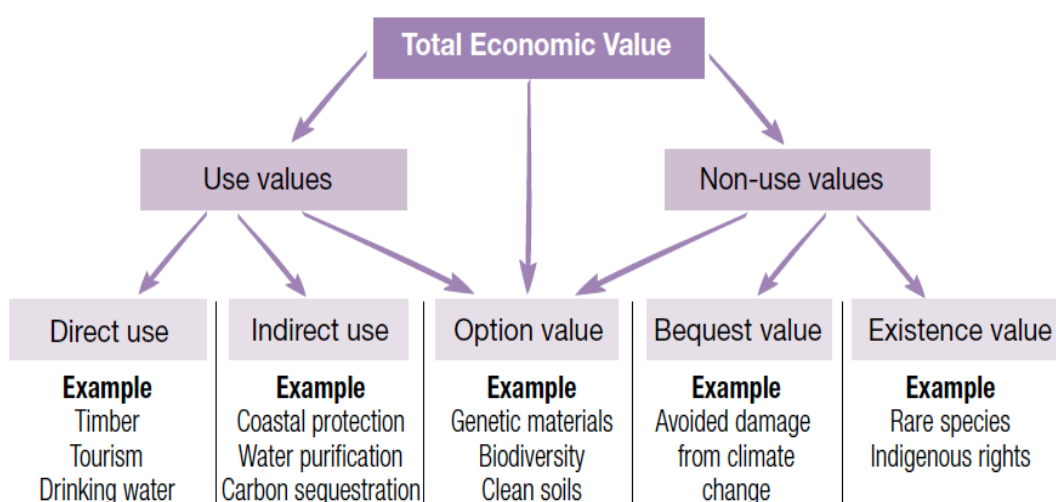 Total Economic Value
Use values
Non-use values
Direct use
Example
Timber
Tourism
Drinking water
Indirect use
Example
Coastal protection
Water purification
Carbon sequestration
Option value
Example
Genetic materials
Biodiversity
Clean soils
Bequest value
Example
Avoided damage
from climate
change
Existence value
Example
Rare species
Indigenous rights